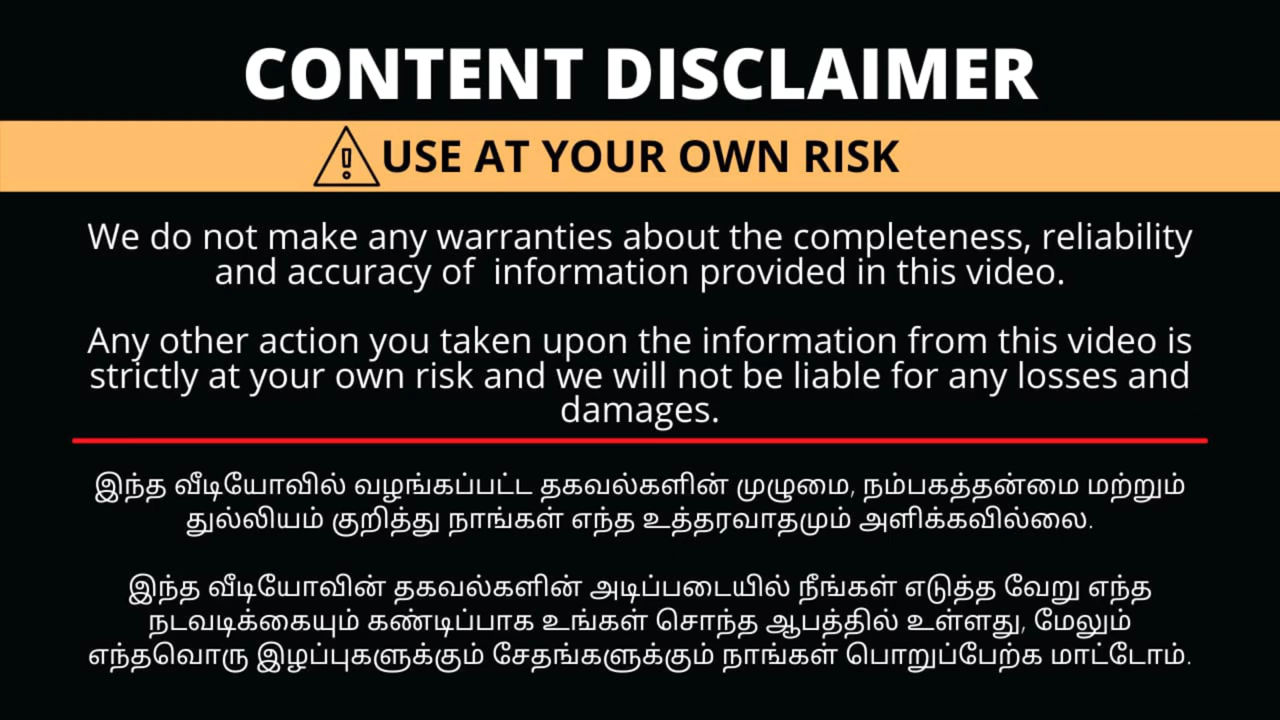 CONTENT DISCLAIMER
USE AT YOUR OWN RISK
We do not make any warranties about the completeness, reliability
and accuracy of  information provided in this video.
Any other action you taken upon the information from this video is
strictly at your own risk and we will not be liable for any losses and
damages.
இந்த வீடியோவில் வழங்கப்பட்ட தகவல்களின் முழுமை, நம்பகத்தன்மை மற்றும்
துல்லியம் குறித்து நாங்கள் எந்த உத்தரவாதமும் அளிக்கவில்லை.
இந்த வீடியோவின் தகவல்களின் அடிப்படையில் நீங்கள் எடுத்த வேறு எந்த
நடவடிக்கையும் கண்டிப்பாக உங்கள் சொந்த ஆபத்தில் உள்ளது, மேலும்
எந்தவொரு இழப்புகளுக்கும் சேதங்களுக்கும் நாங்கள் பொறுப்பேற்க மாட்டோம்.